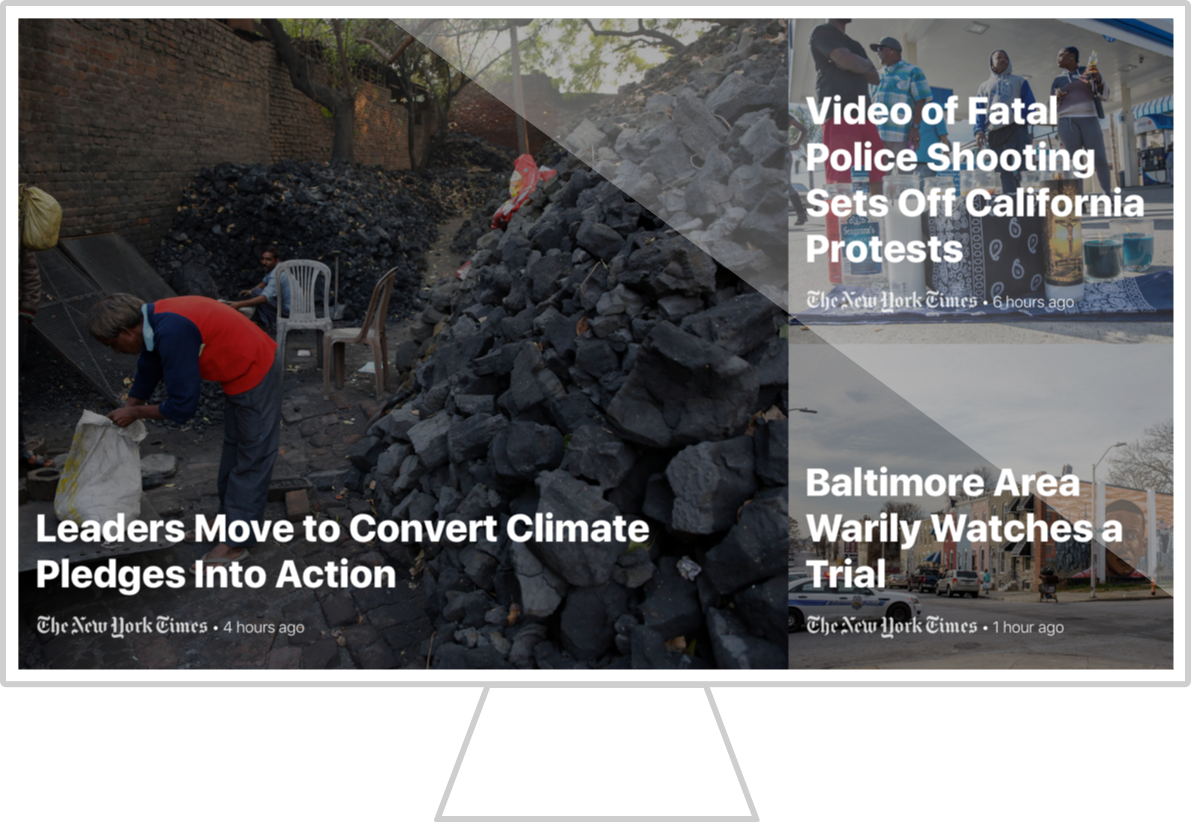 Leaders Move to Convert Climate
Pledges Into Action
The New York Times • 4 hours ago
Video of Fatal
Police Shooting
Sets Off California
Protests
Seagram's
The New York Times • 6 hours ago
Baltimore Area
Warily Watches a
Trial
The New York Times • 1 hour ago